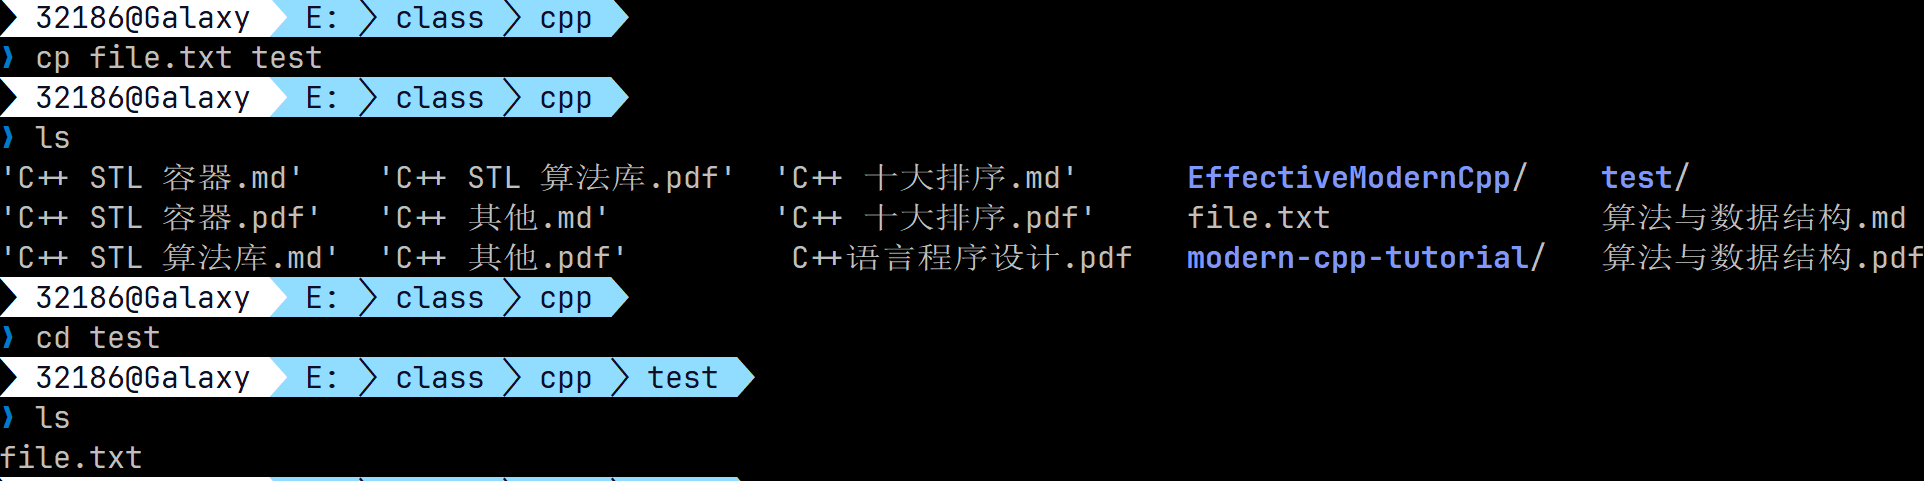 32186@Galaxy E: class cpp
❯ cp file.txt test
32186@Galaxy E: class cpp
❯ ls
'C++ STL 容器.md' 'C++ STL 算法库.pdf' 'C++ 十大排序.md' EffectiveModernCpp/ test/
'C++ STL 容器.pdf' 'C++ 其他.md' 'C++ 十大排序.pdf' file.txt 算法与数据结构.md
'C++ STL 算法库.md' 'C++ 其他.pdf' C++语言程序设计.pdf modern-cpp-tutorial/ 算法与数据结构.pdf
32186@Galaxy E: class cpp
❯ cd test
32186@Galaxy E: class cpp test
❯ ls
file.txt